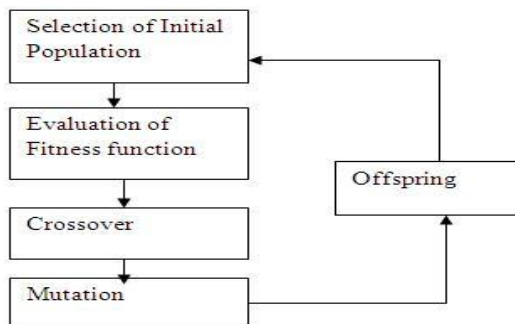 Selection of Initial
Population
Evaluation of
Fitness function
Crossover
Mutation
Offspring